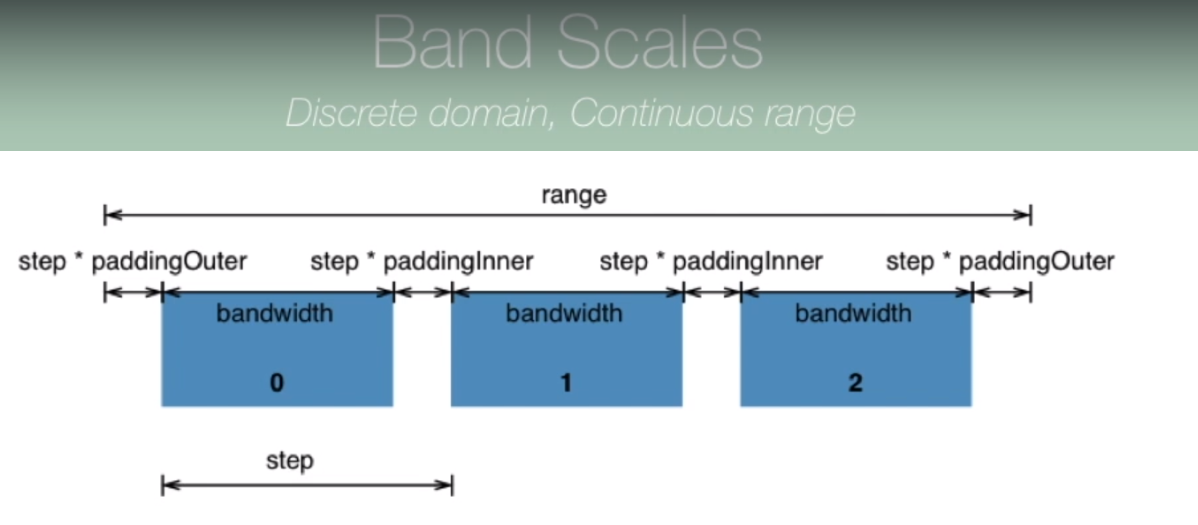 Band Scales
Discrete domain, Continuous range
range
step * paddingOuter step * paddingInner step * paddingInner step * paddingOuter
bandwidth bandwidth bandwidth
0 1 2
step